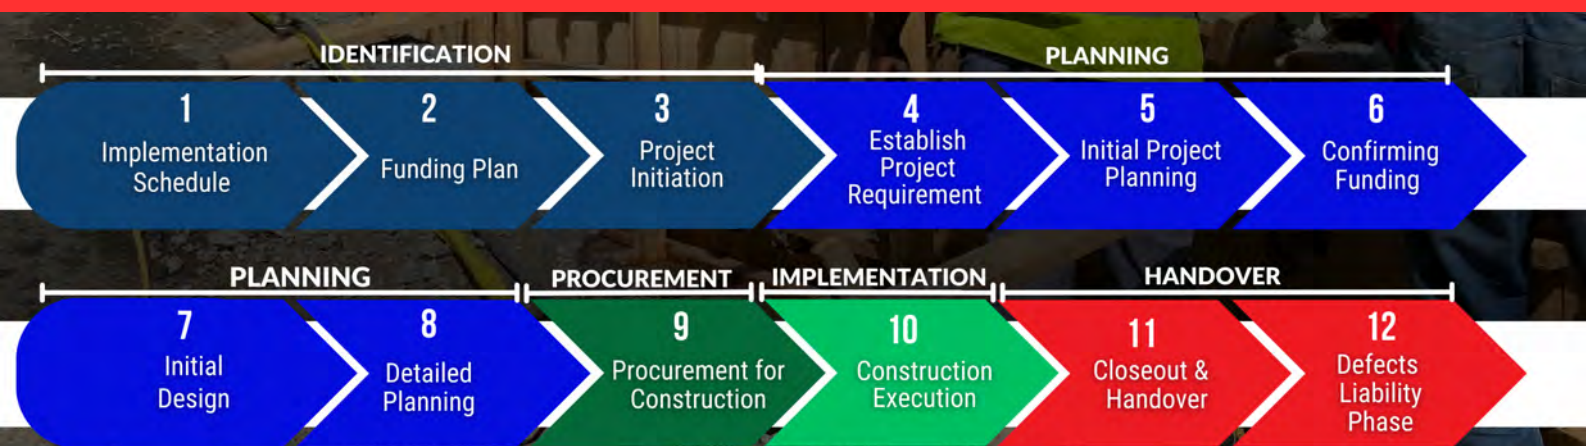 IDENTIFICATION
PLANNING
1
Implementation
Schedule
2
Funding Plan
3
Project
Initiation
4
Establish
Project
Requirement
5
Initial Project
Planning
6
Confirming
Funding
PLANNING
PROCUREMENT
IMPLEMENTATION
HANDOVER
7
Initial
Design
8
Detailed
Planning
9
Procurement for
Construction
10
Construction
Execution
11
Closeout &
Handover
12
Defects
Liability
Phase